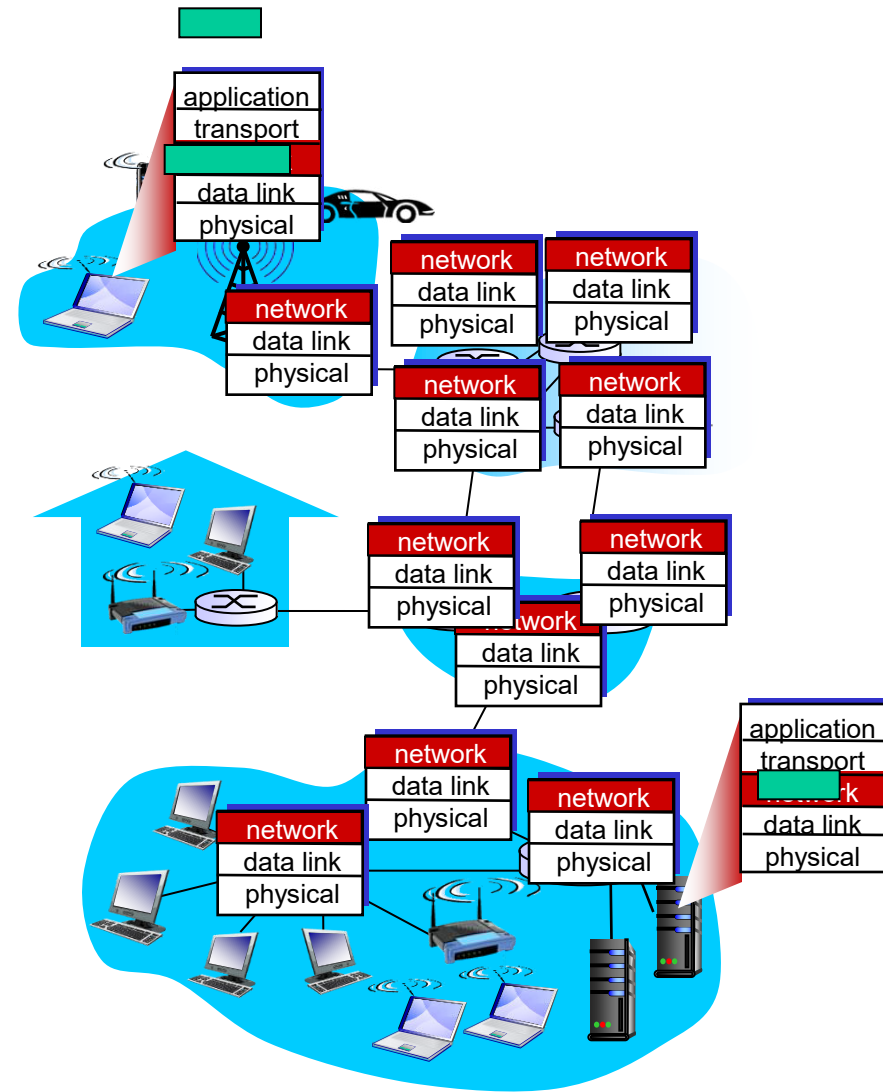 application
transport
data link
physical
network
data link
physical
network
data link
physical
network
data link
physical
network
data link
physical
network
data link
physical
network
data link
physical
network
data link
physical
network
data link
physical
network
data link
physical
application
transport
data link
physical
network
data link
physical
network
data link
physical